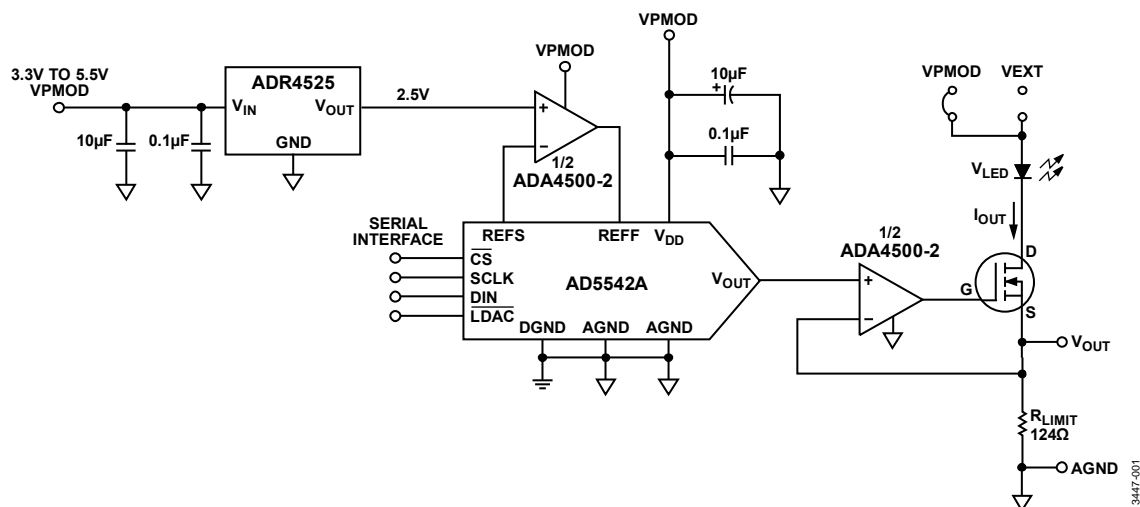 3.3V TO 5.5V
VPMOD
10µF
0.1µF
ADR4525
VIN
VOUT
GND
2.5V
VPMOD
+
−
1/2
ADA4500-2
VPMOD
+
10µF
0.1µF
SERIAL
INTERFACE
REFS
REFF
VDD
CS
SCLK
DIN
LDAC
AD5542A
VOUT
DGND
AGND
AGND
1/2
ADA4500-2
+
−
VPMOD
VEXT
VLED
IOUT
D
G
S
VOUT
RLIMIT
124Ω
AGND
3447-001